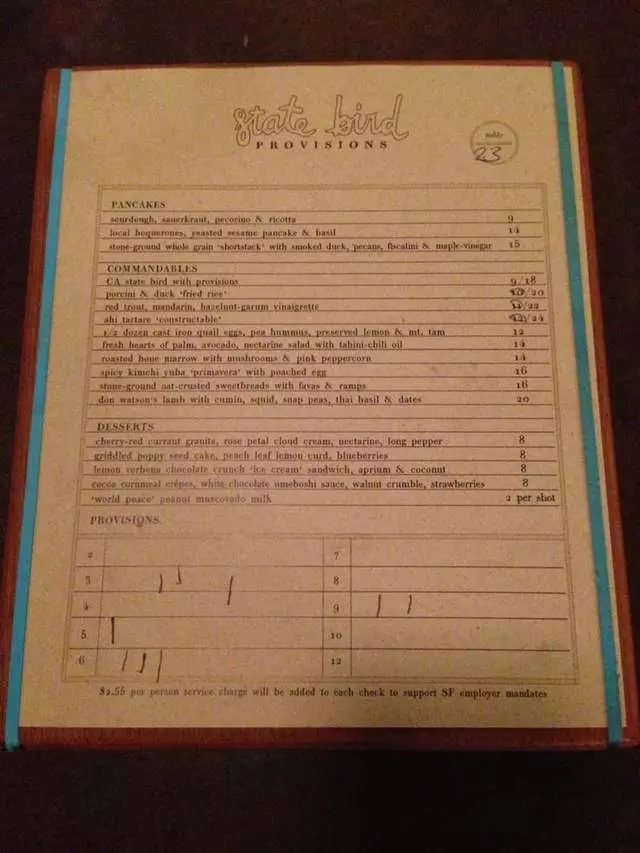 state bird
PROVISIONS
table
23
PANCAKES
sourdough, sauerkraut, pecorino & ricotta 9
local boquerones, yeasted sesame pancake & basil 14
stone-ground whole grain 'shortstack' with smoked duck, pecans, fiscalini & maple-vinegar 15
COMMANDABLES
CA state bird with provisions 9/18
porcini & duck 'fried rice' /20
red trout, mandarin, hazelnut-garum vinaigrette /22
ahi tartare 'constructable' /24
1/2 dozen cast iron quail eggs, pea hummus, preserved lemon & mt. tam 12
fresh hearts of palm, avocado, nectarine salad with tahini-chili oil 14
roasted bone marrow with mushrooms & pink peppercorn 14
spicy kimchi yuba 'primavera' with poached egg 16
stone-ground oat-crusted sweetbreads with favas & ramps 16
don watson's lamb with cumin, squid, snap peas, thai basil & dates 20
DESSERTS
cherry-red currant granita, rose petal cloud cream, nectarine, long pepper 8
griddled poppy seed cake, peach leaf lemon curd, blueberries 8
lemon verbena chocolate crunch 'ice cream' sandwich, aprium & coconut 8
cocoa cornmeal crêpes, white chocolate umeboshi sauce, walnut crumble, strawberries 8
'world peace' peanut muscovado milk 2 per shot
PROVISIONS
2 7
3 8
4 9
5 10
6 12
$2.55 per person service charge will be added to each check to support SF employer mandates